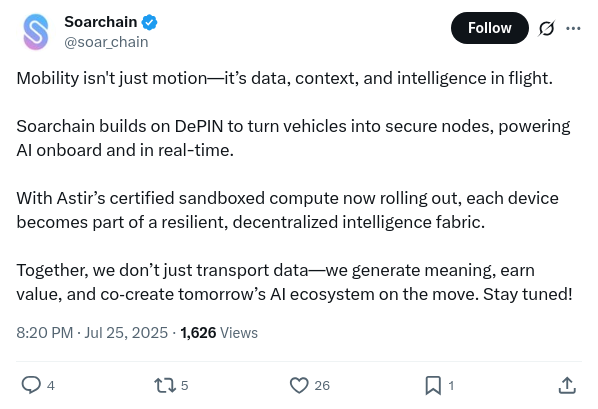 Soarchain
@soar_chain
Follow
Mobility isn't just motion—it’s data, context, and intelligence in flight.
Soarchain builds on DePIN to turn vehicles into secure nodes, powering
AI onboard and in real-time.
With Astir’s certified sandboxed compute now rolling out, each device
becomes part of a resilient, decentralized intelligence fabric.
Together, we don’t just transport data—we generate meaning, earn
value, and co-create tomorrow’s AI ecosystem on the move. Stay tuned!
8:20 PM · Jul 25, 2025 · 1,626 Views
4 5 26 1